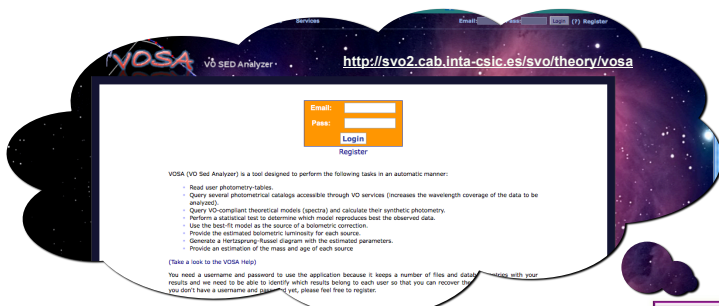 Services
Email: Pass: Login (?) Register
VOSA VO SED Analyzer
http://svo2.cab.inta-csic.es/svo/theory/vosa
Email:
Pass:
Login
Register
VOSA (VO Sed Analyzer) is a tool designed to perform the following tasks in an automatic manner:
Read user photometry-tables.
Query several photometrical catalogs accessible through VO services (increases the wavelength coverage of the data to be
analyzed).
Query VO-compliant theoretical models (spectra) and calculate their synthetic photometry.
Perform a statistical test to determine which model reproduces best the observed data.
Use the best-fit model as the source of a bolometric correction.
Provide the estimated bolometric luminosity for each source.
Generate a Hertzsprung-Russel diagram with the estimated parameters.
Provide an estimation of the mass and age of each source
(Take a look to the VOSA Help)
You need a username and password to use the application because it keeps a number of files and with your
results and we need to be able to identify which results belong to each user so that you can recover
you don't have a username and yet, please feel free to register.